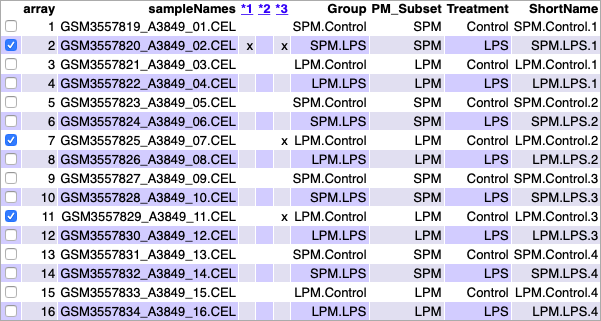 array sampleNames *1 *2 *3 Group PM_Subset Treatment ShortName
1 GSM3557819_A3849_01.CEL SPM.Control SPM Control SPM.Control.1
2 GSM3557820_A3849_02.CEL x x SPM.LPS SPM LPS SPM.LPS.1
3 GSM3557821_A3849_03.CEL LPM.Control LPM Control LPM.Control.1
4 GSM3557822_A3849_04.CEL LPM.LPS LPM LPS LPM.LPS.1
5 GSM3557823_A3849_05.CEL SPM.Control SPM Control SPM.Control.2
6 GSM3557824_A3849_06.CEL SPM.LPS SPM LPS SPM.LPS.2
7 GSM3557825_A3849_07.CEL x LPM.Control LPM Control LPM.Control.2
8 GSM3557826_A3849_08.CEL LPM.LPS LPM LPS LPM.LPS.2
9 GSM3557827_A3849_09.CEL SPM.Control SPM Control SPM.Control.3
10 GSM3557828_A3849_10.CEL SPM.LPS SPM LPS SPM.LPS.3
11 GSM3557829_A3849_11.CEL x LPM.Control LPM Control LPM.Control.3
12 GSM3557830_A3849_12.CEL LPM.LPS LPM LPS LPM.LPS.3
13 GSM3557831_A3849_13.CEL SPM.Control SPM Control SPM.Control.4
14 GSM3557832_A3849_14.CEL SPM.LPS SPM LPS SPM.LPS.4
15 GSM3557833_A3849_15.CEL LPM.Control LPM Control LPM.Control.4
16 GSM3557834_A3849_16.CEL LPM.LPS LPM LPS LPM.LPS.4